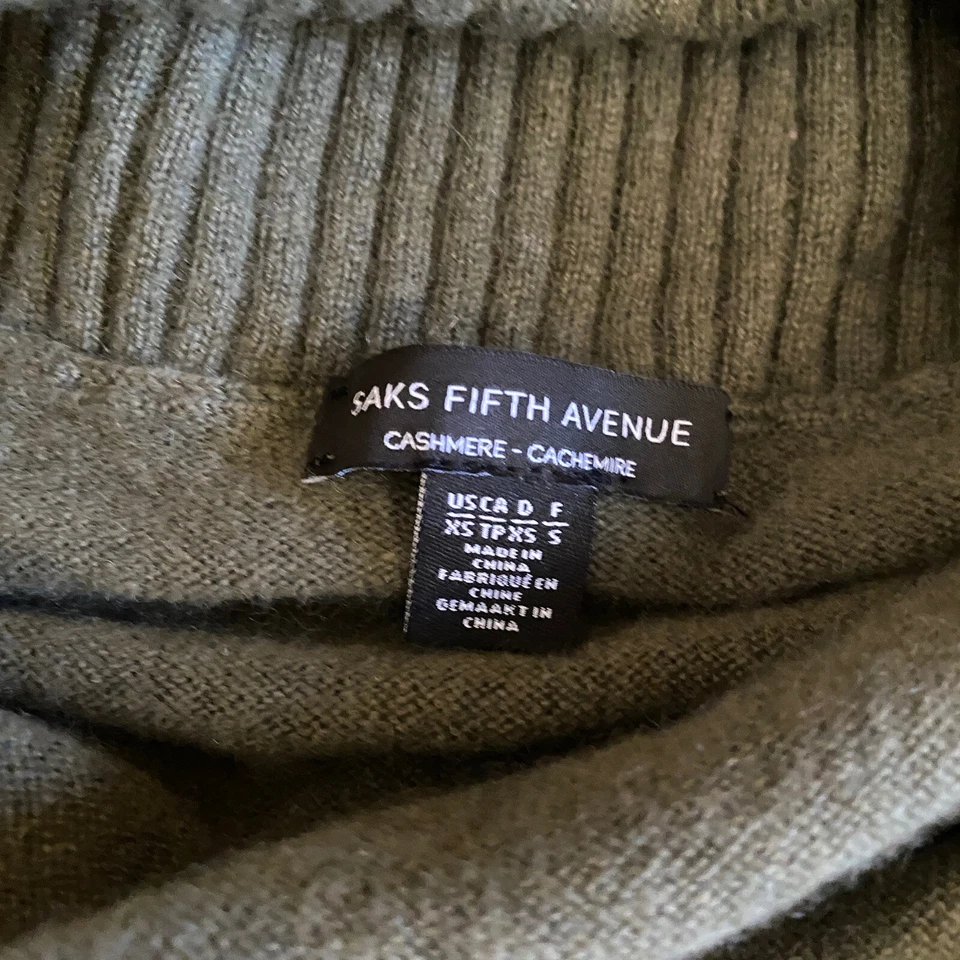 SAKS FIFTH AVENUE
CASHMERE - CACHEMIRE
US CA D F
XS TP XS S
MADE IN
CHINA
FABRIQUÉ EN
CHINE
GEMAAKT IN
CHINA